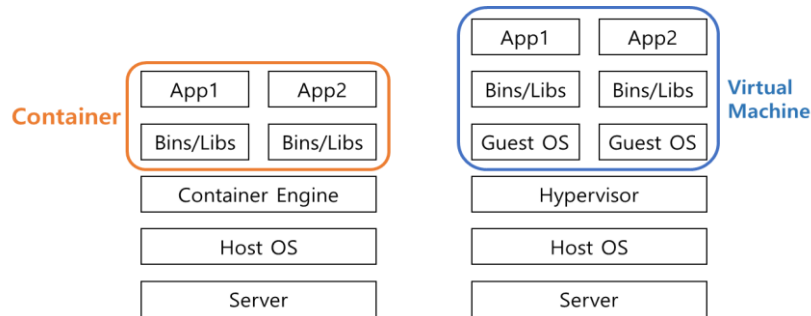 Container
App1 App2
Bins/Libs Bins/Libs
Container Engine
Host OS
Server
App1 App2
Bins/Libs Bins/Libs
Guest OS Guest OS
Virtual
Machine
Hypervisor
Host OS
Server